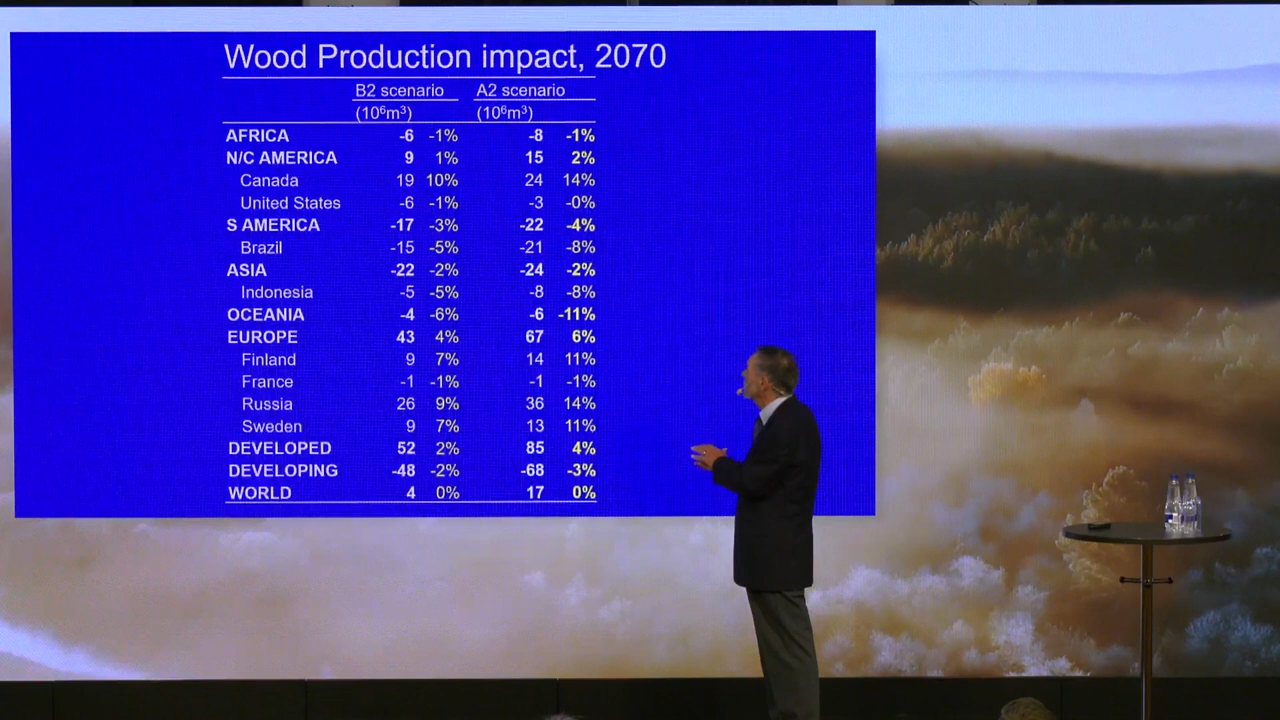 Wood Production impact, 2070
B2 scenario A2 scenario
(10⁶m³) (10⁶m³)
AFRICA -6 -1% -8 -1%
N/C AMERICA 9 1% 15 2%
Canada 19 10% 24 14%
United States -6 -1% -3 -0%
S AMERICA -17 -3% -22 -4%
Brazil -15 -5% -21 -8%
ASIA -22 -2% -24 -2%
Indonesia -5 -5% -8 -8%
OCEANIA -4 -6% -6 -11%
EUROPE 43 4% 67 6%
Finland 9 7% 14 11%
France -1 -1% -1 -1%
Russia 26 9% 36 14%
Sweden 9 7% 13 11%
DEVELOPED 52 2% 85 4%
DEVELOPING -48 -2% -68 -3%
WORLD 4 0% 17 0%